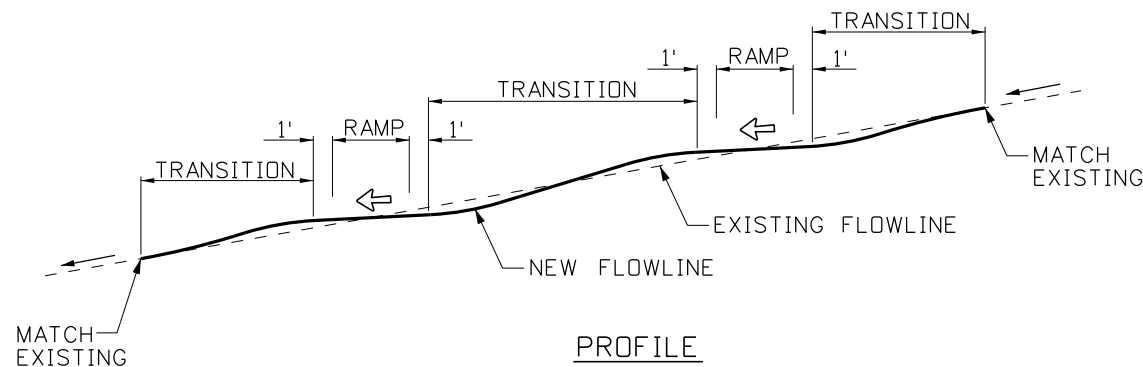 TRANSITION
1' RAMP 1'
TRANSITION
1' RAMP 1'
TRANSITION
MATCH
EXISTING
EXISTING FLOWLINE
NEW FLOWLINE
MATCH
EXISTING
PROFILE